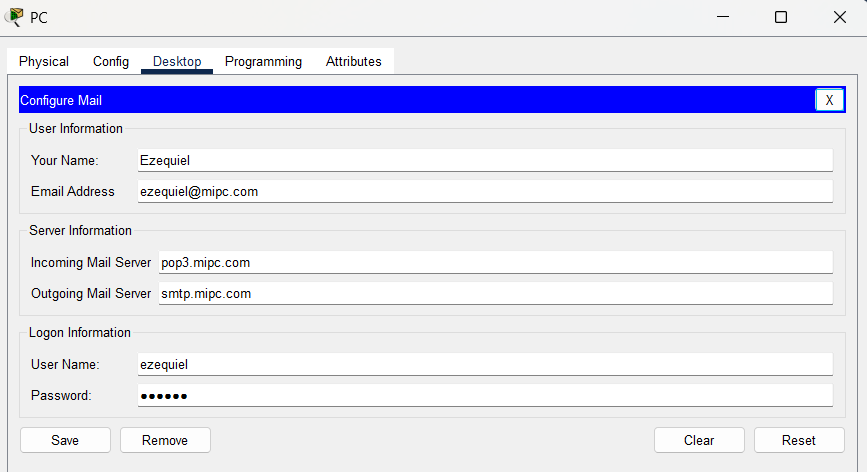 PC
Physical Config Desktop Programming Attributes
Configure Mail X
User Information
Your Name: Ezequiel
Email Address ezequiel@mipc.com
Server Information
Incoming Mail Server pop3.mipc.com
Outgoing Mail Server smtp.mipc.com
Logon Information
User Name: ezequiel
Password: ●●●●●●
Save Remove Clear Reset